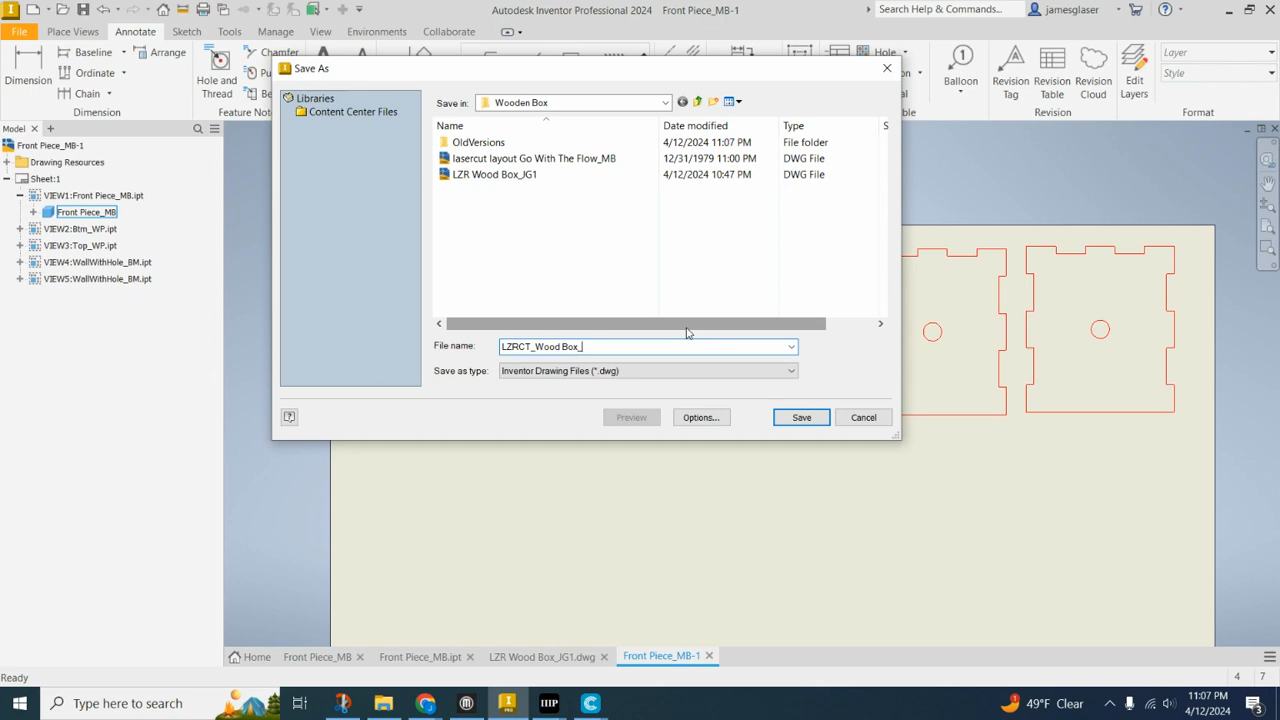 Autodesk Inventor Professional 2024 Front Piece_MB-1
Search Help & Commands...
jamesglaser
File
Place Views
Annotate
Sketch
Tools
Manage
View
Environments
Collaborate
Dimension
Baseline
Arrange
Ordinate
Chain
Dimension
Hole and
Thread
Chamfer
Feature Note
Hole
Balloon
Revision
Tag
Revision
Table
Revision
Cloud
Revision
Edit
Layers
Layer
Style
Format
Model
Front Piece_MB-1
Drawing Resources
Sheet:1
VIEW1:Front Piece_MB.ipt
Front Piece_MB
VIEW2:Btm_WP.ipt
VIEW3:Top_WP.ipt
VIEW4:WallWithHole_BM.ipt
VIEW5:WallWithHole_BM.ipt
Save As
Libraries
Content Center Files
Save in:
Wooden Box
Name
Date modified
Type
S
OldVersions
4/12/2024 11:07 PM
File folder
lasercut layout Go With The Flow_MB
12/31/1979 11:00 PM
DWG File
LZR Wood Box_JG1
4/12/2024 10:47 PM
DWG File
File name:
LZRCT_Wood Box_
Save as type:
Inventor Drawing Files (*.dwg)
Preview
Options...
Save
Cancel
Home
Front Piece_MB
Front Piece_MB.ipt
LZR Wood Box_JG1.dwg
Front Piece_MB-1
Ready
4 7
Type here to search
49°F Clear
11:07 PM
4/12/2024
3